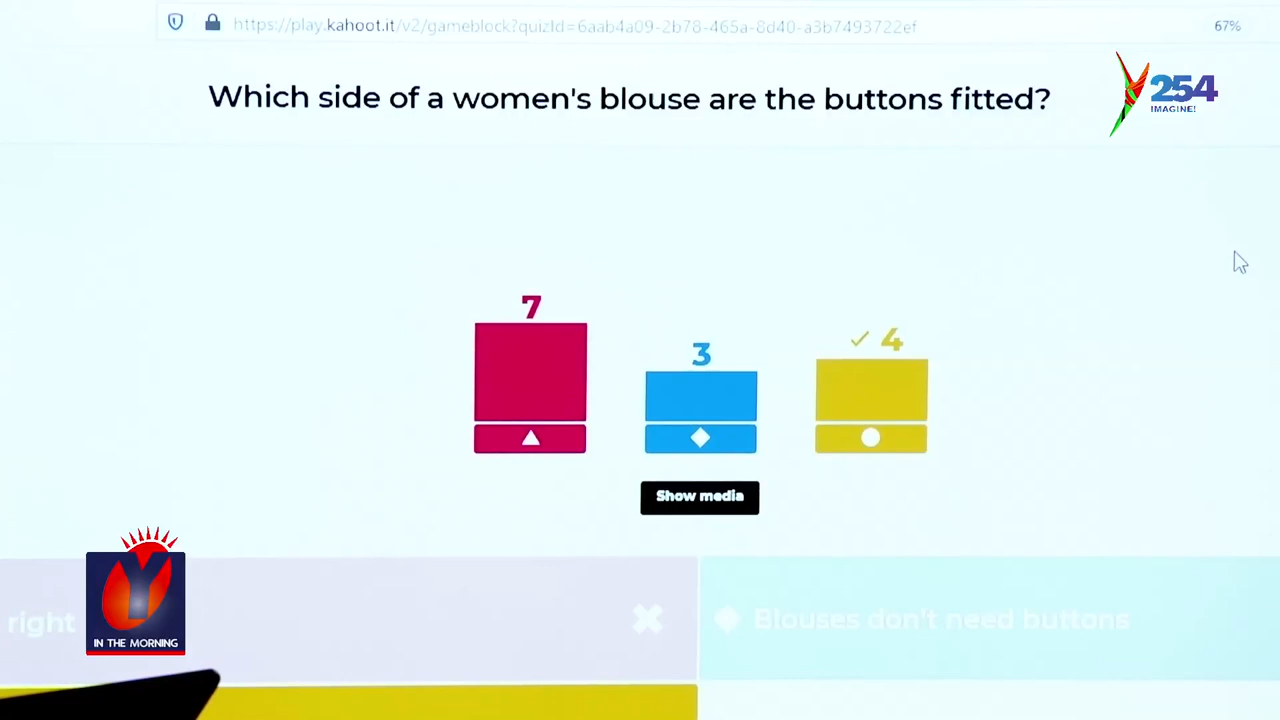 https://play.kahoot.it/v2/gameblock?quizId=6aab4a09-2b78-465a-8d40-a3b7493722ef
67%
Which side of a women's blouse are the buttons fitted?
254
IMAGINE!
7
3
4
Show media
right
Blouses don't need buttons
Y
IN THE MORNING